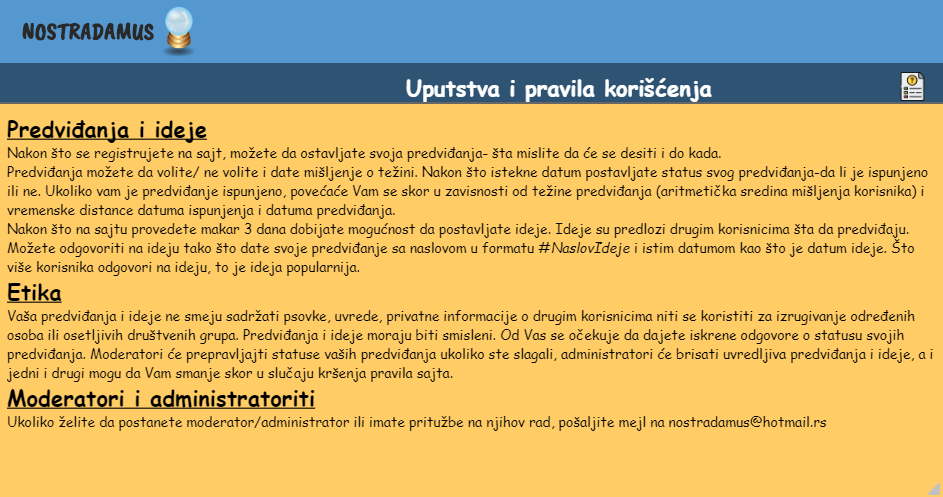 NOSTRADAMUS
Uputstva i pravila korišćenja
Predviđanja i ideje
Nakon što se registrujete na sajt, možete da ostavljate svoja predviđanja- šta mislite da će se desiti i do kada.
Predviđanja možete da volite/ ne volite i date mišljenje o težini. Nakon što istekne datum postavljate status svog predviđanja-da li je ispunjeno
ili ne. Ukoliko vam je predviđanje ispunjeno, povećaće Vam se skor u zavisnosti od težine predviđanja (aritmetička sredina mišljenja korisnika) i
vremenske distance datuma ispunjenja i datuma predviđanja.
Nakon što na sajtu provedete makar 3 dana dobijate mogućnost da postavljate ideje. Ideje su predlozi drugim korisnicima šta da predviđaju.
Možete odgovoriti na ideju tako što date svoje predviđanje sa naslovom u formatu #NaslovIdeje i istim datumom kao što je datum ideje. Što
više korisnika odgovori na ideju, to je ideja popularnija.
Etika
Vaša predviđanja i ideje ne smeju sadržati psovke, uvrede, privatne informacije o drugim korisnicima niti se koristiti za izrugivanje određenih
osoba ili osetljivih društvenih grupa. Predviđanja i ideje moraju biti smisleni. Od Vas se očekuje da dajete iskrene odgovore o statusu svojih
predviđanja. Moderatori će prepravljajti statuse vaših predviđanja ukoliko ste slagali, administratori će brisati uvredljiva predviđanja i ideje, a i
jedni i drugi mogu da Vam smanje skor u slučaju kršenja pravila sajta.
Moderatori i administratoriti
Ukoliko želite da postanete moderator/administrator ili imate pritužbe na njihov rad, pošaljite mejl na nostradamus@hotmail.rs